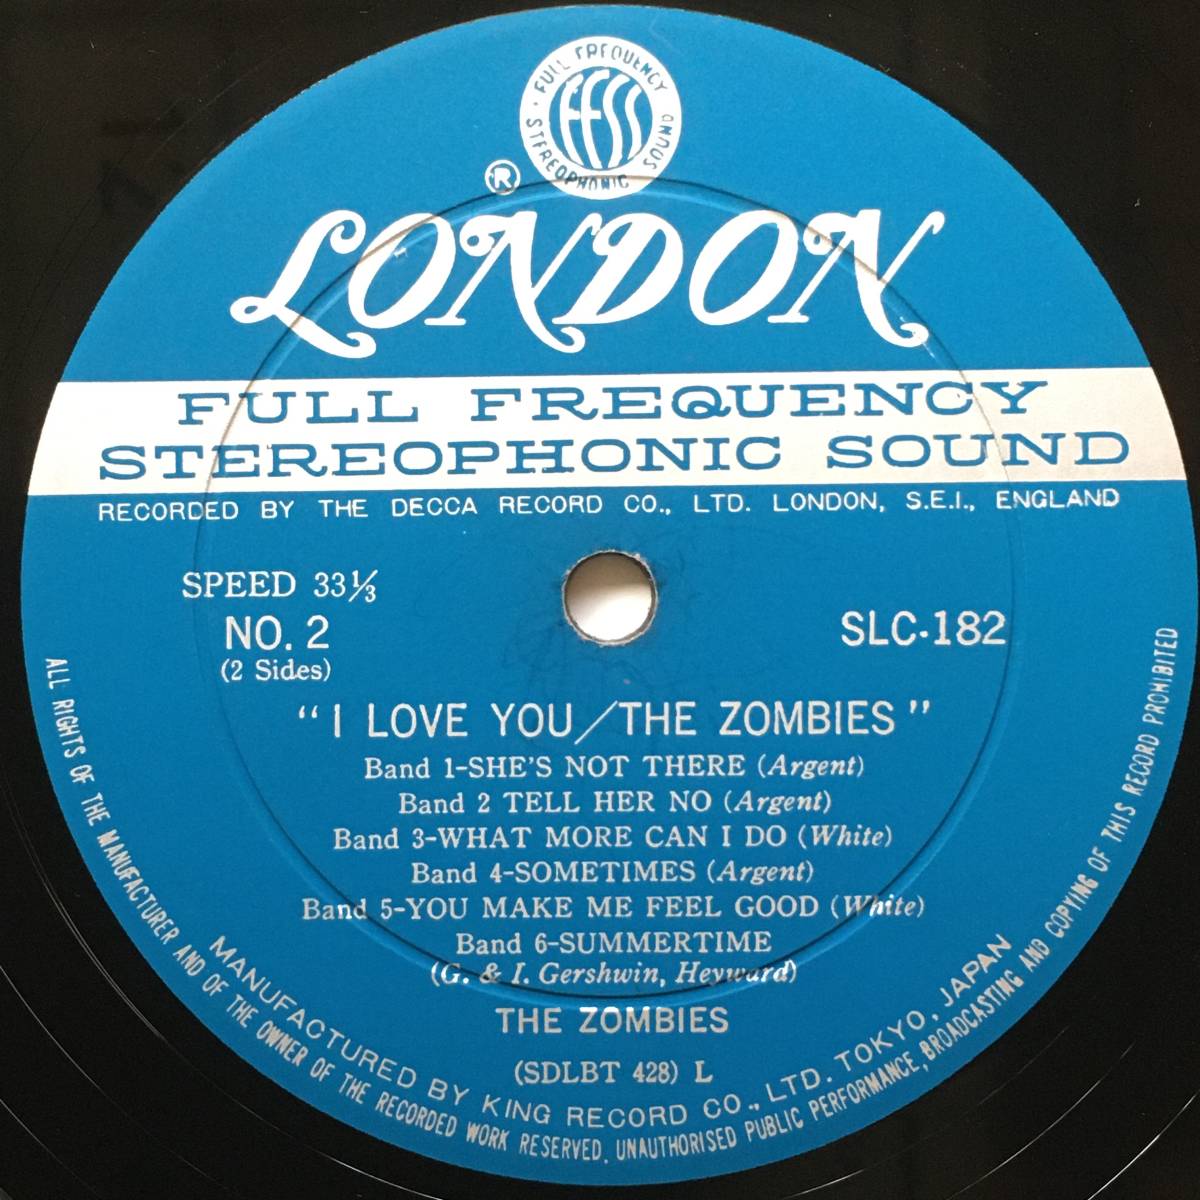 FULL FREQUENCY STEREOPHONIC SOUND
FFSS
®
LONDON
FULL FREQUENCY
STEREOPHONIC SOUND
RECORDED BY THE DECCA RECORD CO., LTD. LONDON, S.E.I., ENGLAND
SPEED 33⅓
NO. 2
(2 Sides)
SLC-182
“I LOVE YOU/THE ZOMBIES”
Band 1-SHE'S NOT THERE (Argent)
Band 2 TELL HER NO (Argent)
Band 3-WHAT MORE CAN I DO (White)
Band 4-SOMETIMES (Argent)
Band 5-YOU MAKE ME FEEL GOOD (White)
Band 6-SUMMERTIME
(G. & I. Gershwin, Heyward)
THE ZOMBIES
(SDLBT 428) L
MANUFACTURED BY KING RECORD CO., LTD. TOKYO, JAPAN
ALL RIGHTS OF THE MANUFACTURER AND OF THE OWNER OF THE RECORDED WORK RESERVED. UNAUTHORISED PUBLIC PERFORMANCE, BROADCASTING AND COPYING OF THIS RECORD PROHIBITED